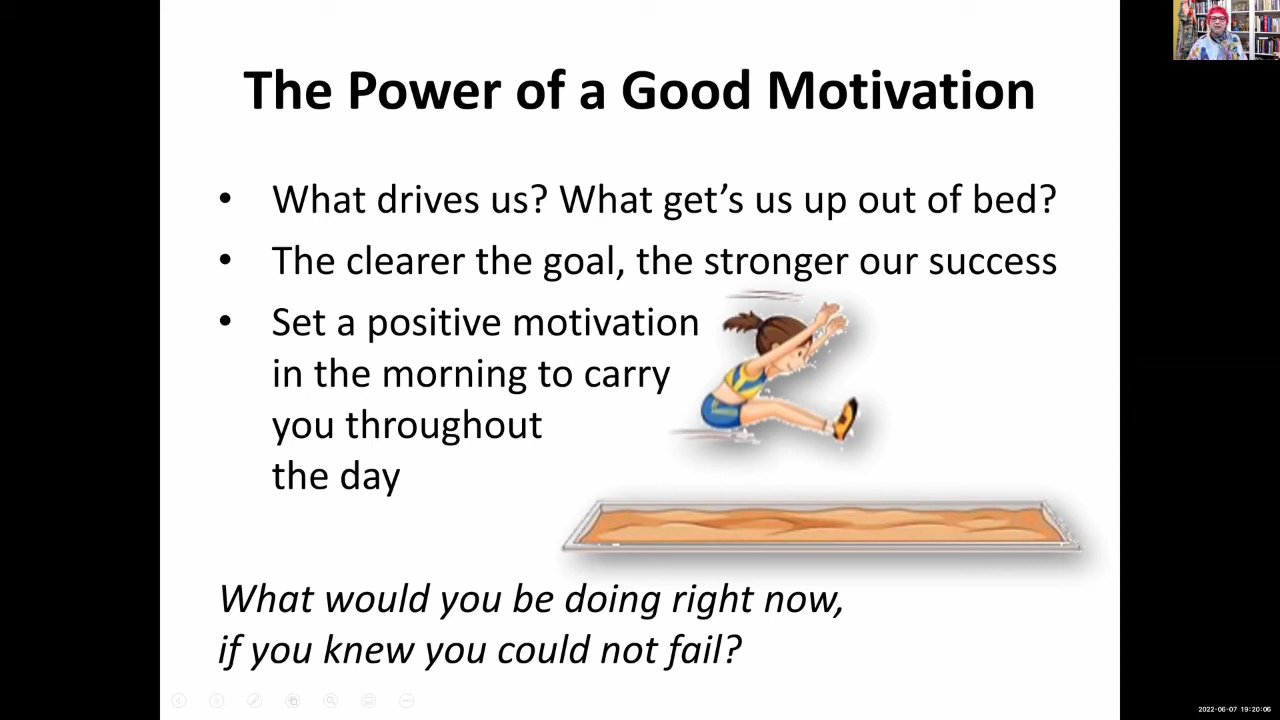 The Power of a Good Motivation
• What drives us? What get’s us up out of bed?
• The clearer the goal, the stronger our success
• Set a positive motivation
in the morning to carry
you throughout
the day
What would you be doing right now,
if you knew you could not fail?
2022-06-07 19:20:06